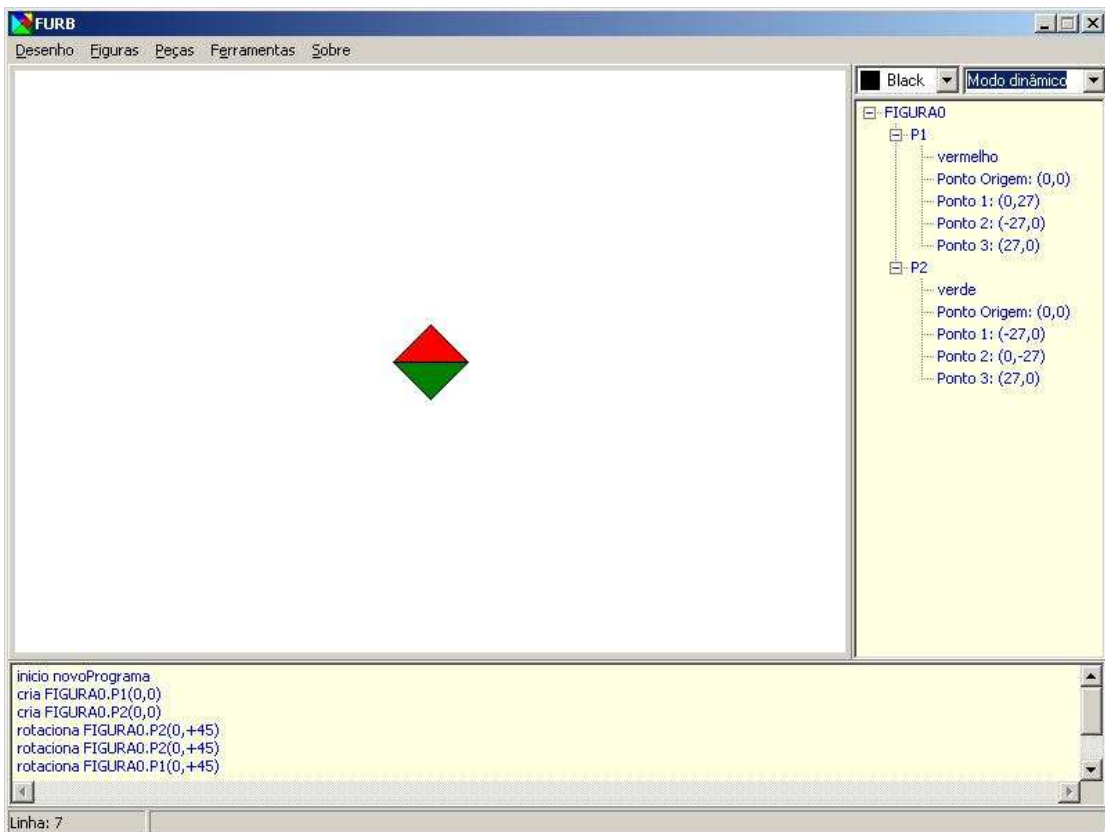 FURB
Desenho Figuras Peças Ferramentas Sobre
Black Modo dinâmico
FIGURA0
P1
vermelho
Ponto Origem: (0,0)
Ponto 1: (0,27)
Ponto 2: (-27,0)
Ponto 3: (27,0)
P2
verde
Ponto Origem: (0,0)
Ponto 1: (-27,0)
Ponto 2: (0,-27)
Ponto 3: (27,0)
inicio novoPrograma
cria FIGURA0.P1(0,0)
cria FIGURA0.P2(0,0)
rotaciona FIGURA0.P2(0,+45)
rotaciona FIGURA0.P2(0,+45)
rotaciona FIGURA0.P1(0,+45)
Linha: 7